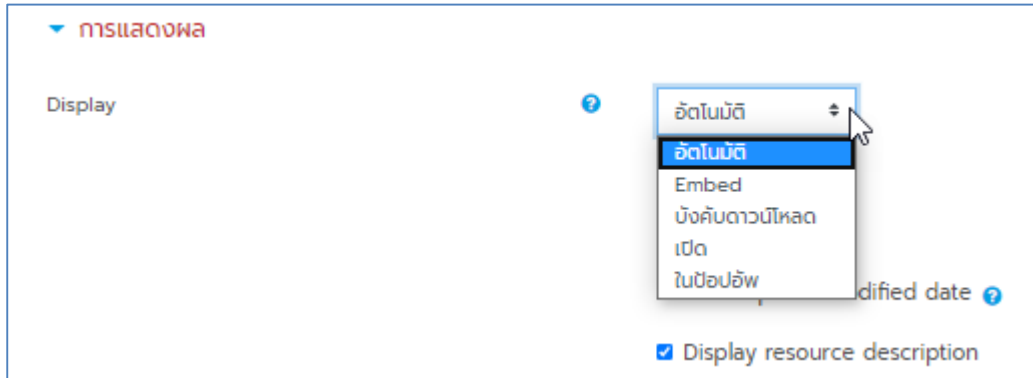 การแสดงผล
Display
อัตโนมัติ
อัตโนมัติ
Embed
บังคับดาวน์โหลด
เปิด
ในป๊อปอัพ
date
Display resource description